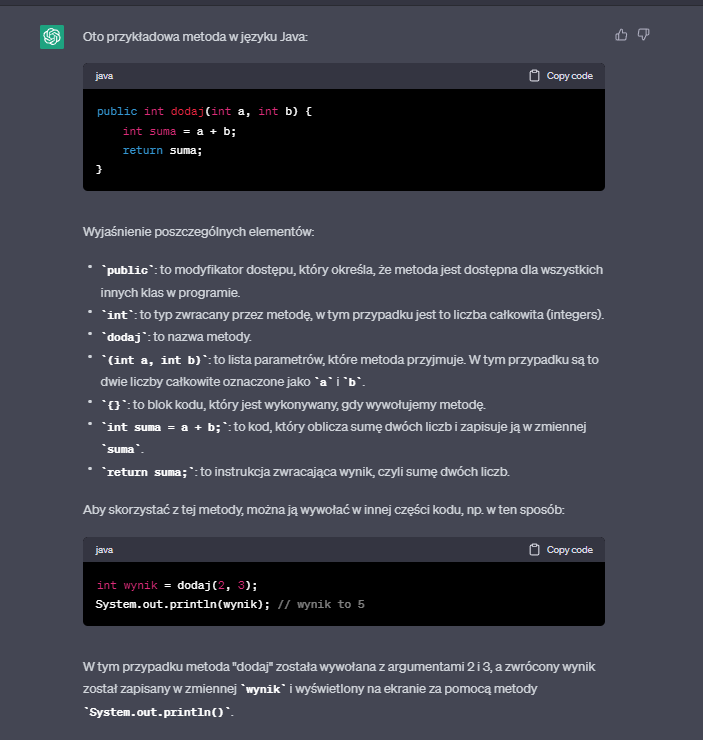 Oto przykładowa metoda w języku Java:
java Copy code
public int dodaj(int a, int b) {
    int suma = a + b;
    return suma;
}
Wyjaśnienie poszczególnych elementów:
• `public`: to modyfikator dostępu, który określa, że metoda jest dostępna dla wszystkich
innych klas w programie.
• `int`: to typ zwracany przez metodę, w tym przypadku jest to liczba całkowita (integers).
• `dodaj`: to nazwa metody.
• `(int a, int b)`: to lista parametrów, które metoda przyjmuje. W tym przypadku są to
dwie liczby całkowite oznaczone jako `a` i `b`.
• `{}`: to blok kodu, który jest wykonywany, gdy wywołujemy metodę.
• `int suma = a + b;`: to kod, który oblicza sumę dwóch liczb i zapisuje ją w zmiennej
`suma`.
• `return suma;`: to instrukcja zwracająca wynik, czyli sumę dwóch liczb.
Aby skorzystać z tej metody, można ją wywołać w innej części kodu, np. w ten sposób:
java Copy code
int wynik = dodaj(2, 3);
System.out.println(wynik); // wynik to 5
W tym przypadku metoda "dodaj" została wywołana z argumentami 2 i 3, a zwrócony wynik
został zapisany w zmiennej `wynik` i wyświetlony na ekranie za pomocą metody
`System.out.println()`.